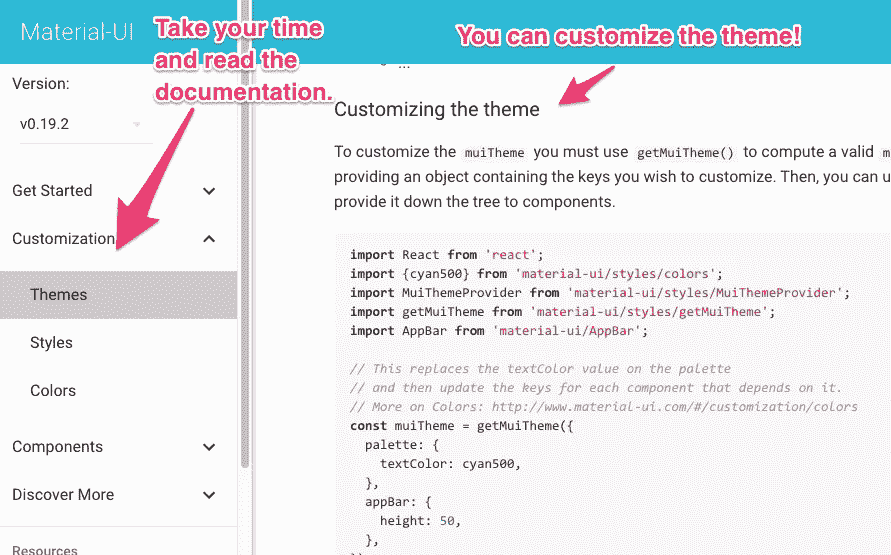 Material-UI
Take your time
and read the
documentation.
You can customize the theme!
Version:
v0.19.2
Get Started
Customization
Themes
Styles
Colors
Components
Discover More
Resources
...
Customizing the theme
To customize the muiTheme you must use getMuiTheme() to compute a valid m
providing an object containing the keys you wish to customize. Then, you can u
provide it down the tree to components.
import React from 'react';
import {cyan500} from 'material-ui/styles/colors';
import MuiThemeProvider from 'material-ui/styles/MuiThemeProvider';
import getMuiTheme from 'material-ui/styles/getMuiTheme';
import AppBar from 'material-ui/AppBar';
// This replaces the textColor value on the palette
// and then update the keys for each component that depends on it.
// More on Colors: http://www.material-ui.com/#/customization/colors
const muiTheme = getMuiTheme({
palette: {
textColor: cyan500,
},
appBar: {
height: 50,
},